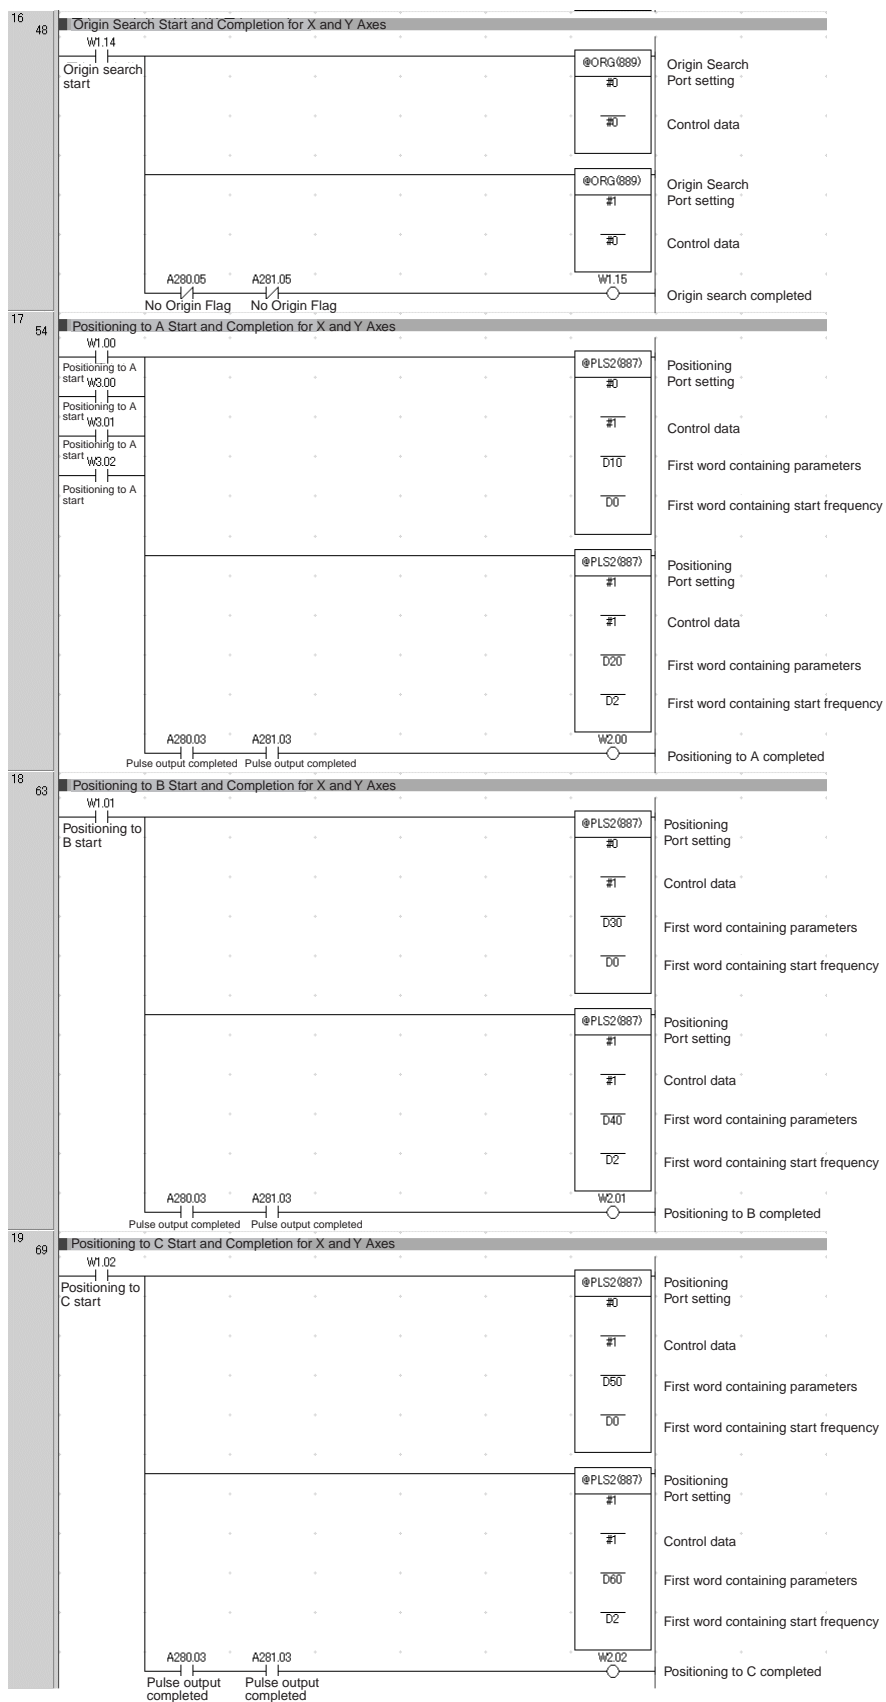 16
48
Origin Search Start and Completion for X and Y Axes
W1.14
Origin search
start
@ORG(889)
#0
#0
Origin Search
Port setting
Control data
@ORG(889)
#1
#0
Origin Search
Port setting
Control data
A280.05
A281.05
W1.15
No Origin Flag
No Origin Flag
Origin search completed
17
54
Positioning to A Start and Completion for X and Y Axes
W1.00
Positioning to A
start
W3.00
Positioning to A
start
W3.01
Positioning to A
start
W3.02
Positioning to A
start
@PLS2(887)
#0
#1
D10
D0
Positioning
Port setting
Control data
First word containing parameters
First word containing start frequency
@PLS2(887)
#1
#1
D20
D2
Positioning
Port setting
Control data
First word containing parameters
First word containing start frequency
A280.03
A281.03
W2.00
Pulse output completed
Pulse output completed
Positioning to A completed
18
63
Positioning to B Start and Completion for X and Y Axes
W1.01
Positioning to
B start
@PLS2(887)
#0
#1
D30
D0
Positioning
Port setting
Control data
First word containing parameters
First word containing start frequency
@PLS2(887)
#1
#1
D40
D2
Positioning
Port setting
Control data
First word containing parameters
First word containing start frequency
A280.03
A281.03
W2.01
Pulse output completed
Pulse output completed
Positioning to B completed
19
69
Positioning to C Start and Completion for X and Y Axes
W1.02
Positioning to
C start
@PLS2(887)
#0
#1
D50
D0
Positioning
Port setting
Control data
First word containing parameters
First word containing start frequency
@PLS2(887)
#1
#1
D60
D2
Positioning
Port setting
Control data
First word containing parameters
First word containing start frequency
A280.03
A281.03
W2.02
Pulse output
completed
Pulse output
completed
Positioning to C completed